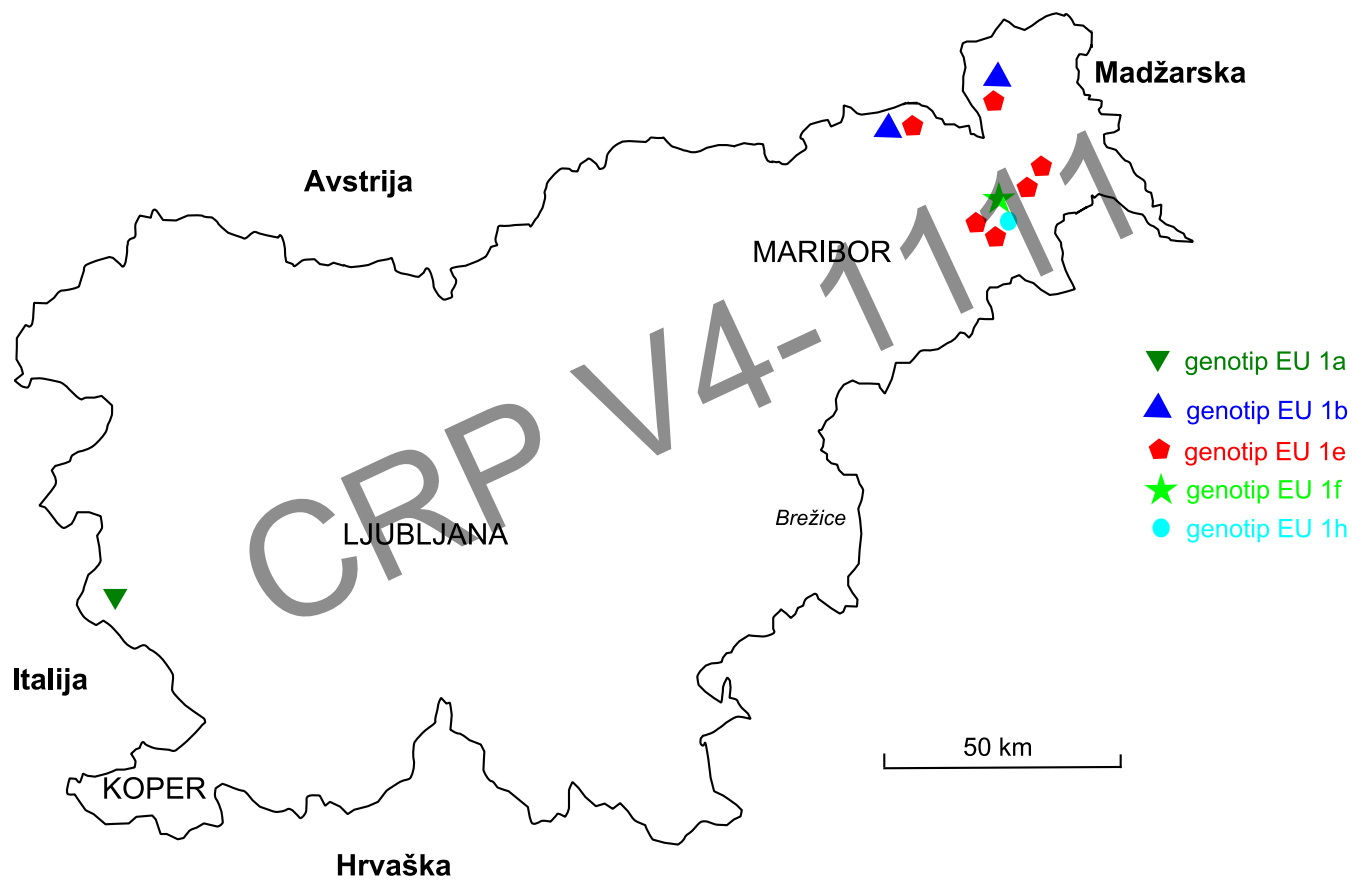 Madžarska
Avstrija
MARIBOR
CRP V4-1111
genotip EU 1a
genotip EU 1b
genotip EU 1e
genotip EU 1f
genotip EU 1h
Brežice
LJUBLJANA
Italija
50 km
KOPER
Hrvaška